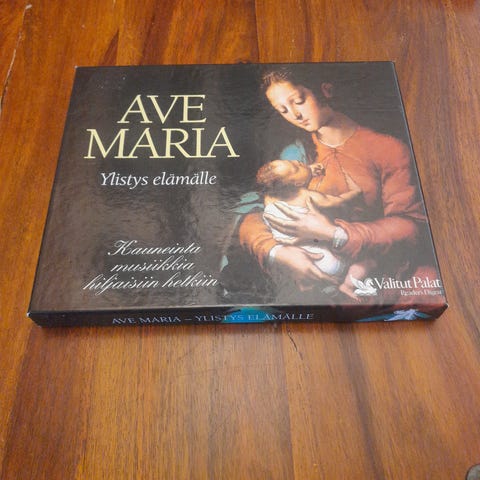 AVE
MARIA
Ylistys elämälle
Kauneinta
musiikkia
hiljaisiin hetkiin
Valitut Palat
Reader's Digest
AVE MARIA – YLISTYS ELÄMÄLLE